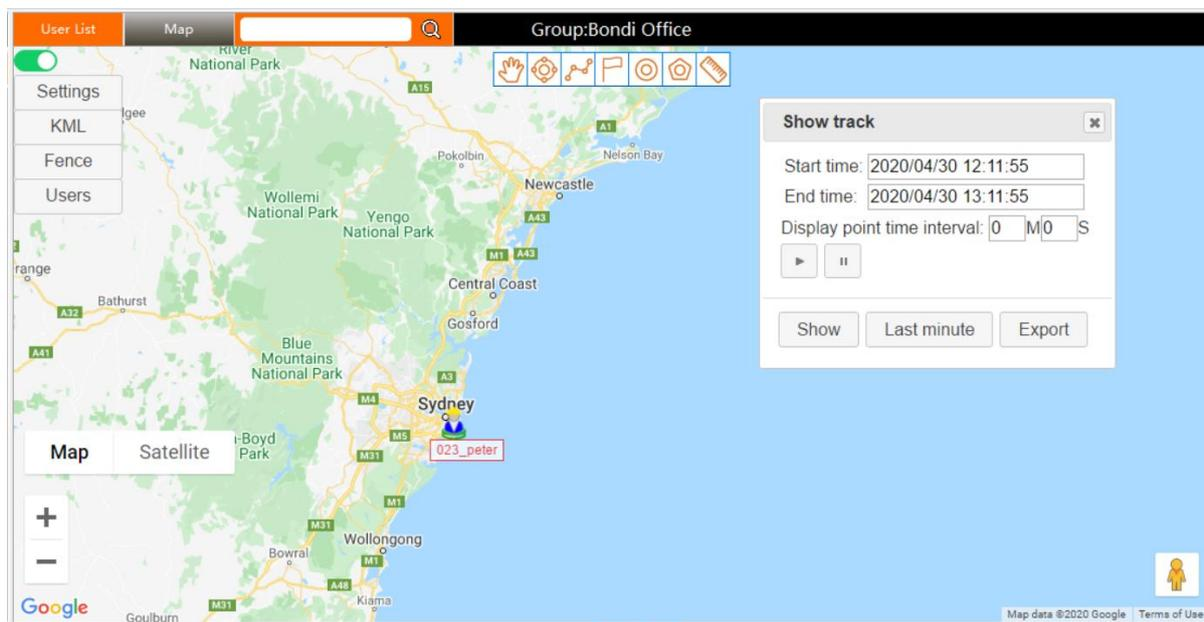 User List
Map
Group:Bondi Office
River
National Park
Settings
KML
Fence
Users
A15
lgee
A1
Pokolbin
Nelson Bay
Newcastle
Wollemi
National Park
Yengo
National Park
A43
M1
A43
range
Central Coast
Bathurst
A32
Gosford
Blue
Mountains
National Park
A41
A3
M4
Sydney
M5
023_peter
-Boyd
Park
M31
Map
Satellite
M1
M31
Wollongong
Bowral
M1
A48
Kiama
M31
Google
Goulburn
Show track
Start time: 2020/04/30 12:11:55
End time: 2020/04/30 13:11:55
Display point time interval: 0 M 0 S
Show
Last minute
Export
Map data ©2020 Google
Terms of Use